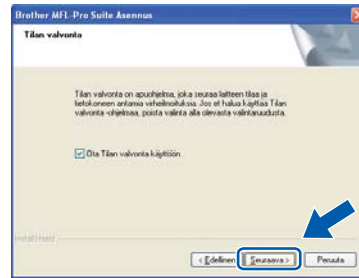 Brother MFL-Pro Suite Asennus
Tilan valvonta
Tilan valvonta on apuohjelma, joka seuraa laitteen tilaa ja
tietokoneen antamia virheilmoituksia. Jos et halua käyttää Tilan
valvonta -ohjelmaa, poista valinta alla olevasta valintaruudusta.
Ota Tilan valvonta käyttöön
InstallShield
< Edellinen Seuraava > Peruuta